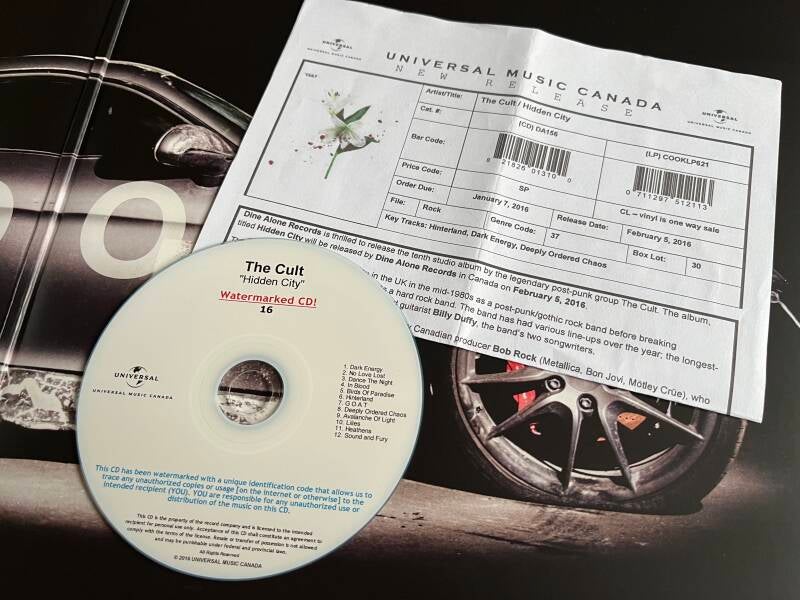 UNIVERSAL
UNIVERSAL MUSIC CANADA
UNIVERSAL MUSIC CANADA
NEW RELEASE
UNIVERSAL
UNIVERSAL MUSIC CANADA
Artist/Title: The Cult / Hidden City
Cat. #: (CD) DA156 (LP) COOKLP621
Bar Code: 21826 01310 0 0 711297 512113
Price Code: SP CL – vinyl is one way sale
Order Due: January 7, 2016 Release Date: February 5, 2016
File: Rock Genre Code: 37 Box Lot: 30
Key Tracks: Hinterland, Dark Energy, Deeply Ordered Chaos
Dine Alone Records is thrilled to release the tenth studio album by the legendary post-punk group The Cult. The album,
titled Hidden City will be released by Dine Alone Records in Canada on February 5, 2016.
in the UK in the mid-1980s as a post-punk/gothic rock band before breaking
a hard rock band. The band has had various line-ups over the year; the longest-
guitarist Billy Duffy, the band's two songwriters.
Canadian producer Bob Rock (Metallica, Bon Jovi, Mötley Crüe), who
The Cult
"Hidden City"
Watermarked CD!
16
UNIVERSAL
UNIVERSAL MUSIC CANADA
1. Dark Energy
2. No Love Lost
3. Dance The Night
4. In Blood
5. Birds Of Paradise
6. Hinterland
7. G.O.A.T
8. Deeply Ordered Chaos
9. Avalanche Of Light
10. Lilies
11. Heathens
12. Sound and Fury
This CD has been watermarked with a unique identification code that allows us to
trace any unauthorized copies or usage [on the internet or otherwise] to the
intended recipient (YOU). YOU are responsible for any unauthorized use or
distribution of the music on this CD.
This CD is the property of the record company and is licensed to the intended
recipient for personal use only. Acceptance of this CD shall constitute an agreement to
comply with the terms of the license. Resale or transfer of possession is not allowed
and may be punishable under federal and provincial laws.
All Rights Reserved
© 2016 UNIVERSAL MUSIC CANADA